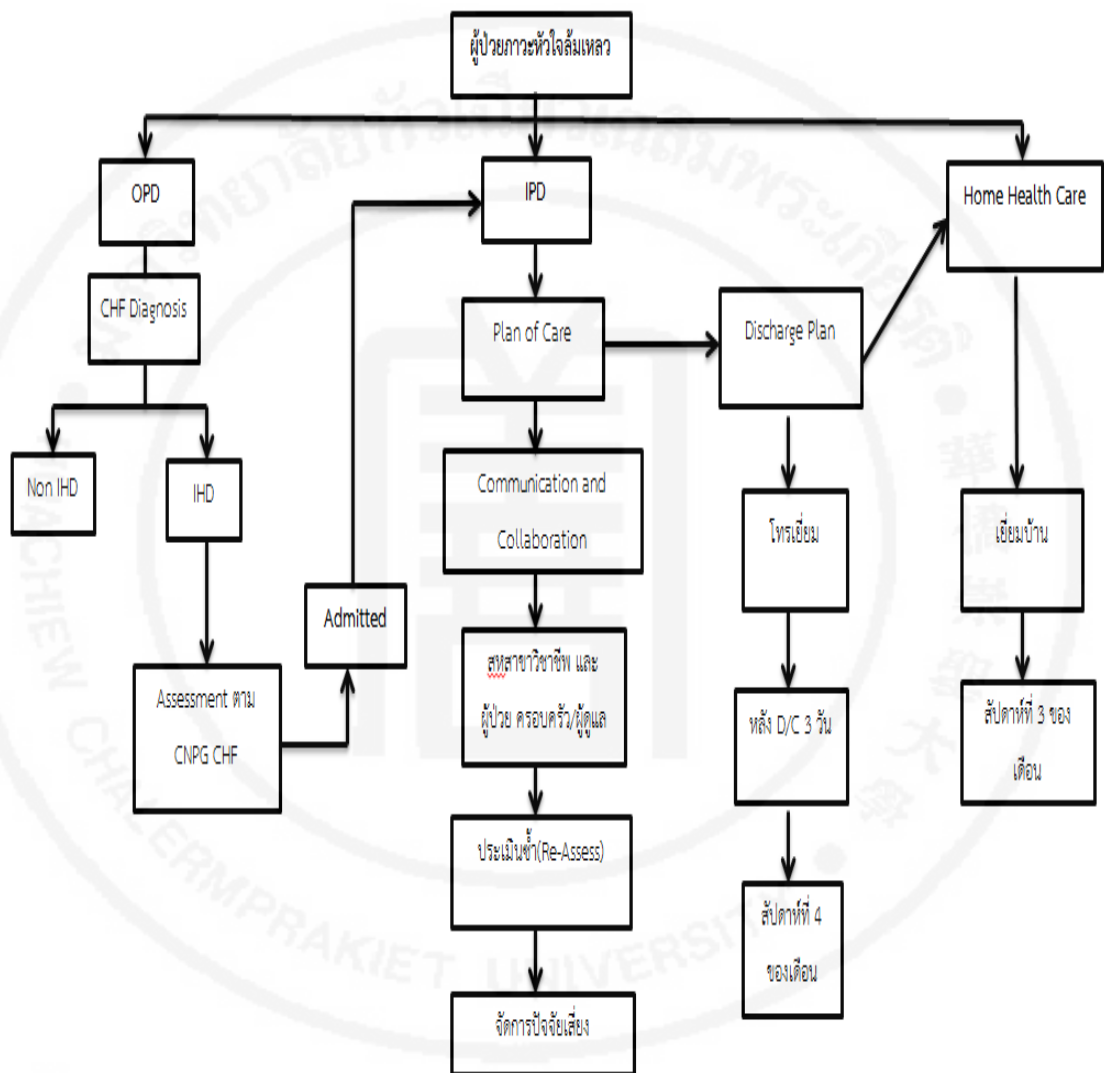 ผู้ป่วยภาวะหัวใจล้มเหลว
OPD
IPD
Home Health Care
CHF Diagnosis
Plan of Care
Discharge Plan
Non IHD
IHD
Communication and
Collaboration
โทรเยี่ยม
เยี่ยมบ้าน
Admitted
Assessment ตาม
CNPG CHF
สหสาขาวิชาชีพ และ
ผู้ป่วย ครอบครัว/ผู้ดูแล
หลัง D/C 3 วัน
สัปดาห์ที่ 3 ของ
เดือน
ประเมินซ้ำ(Re-Assess)
สัปดาห์ที่ 4
ของเดือน
จัดการปัจจัยเสี่ยง
CHALERMPRAKIET UNIVERSITY